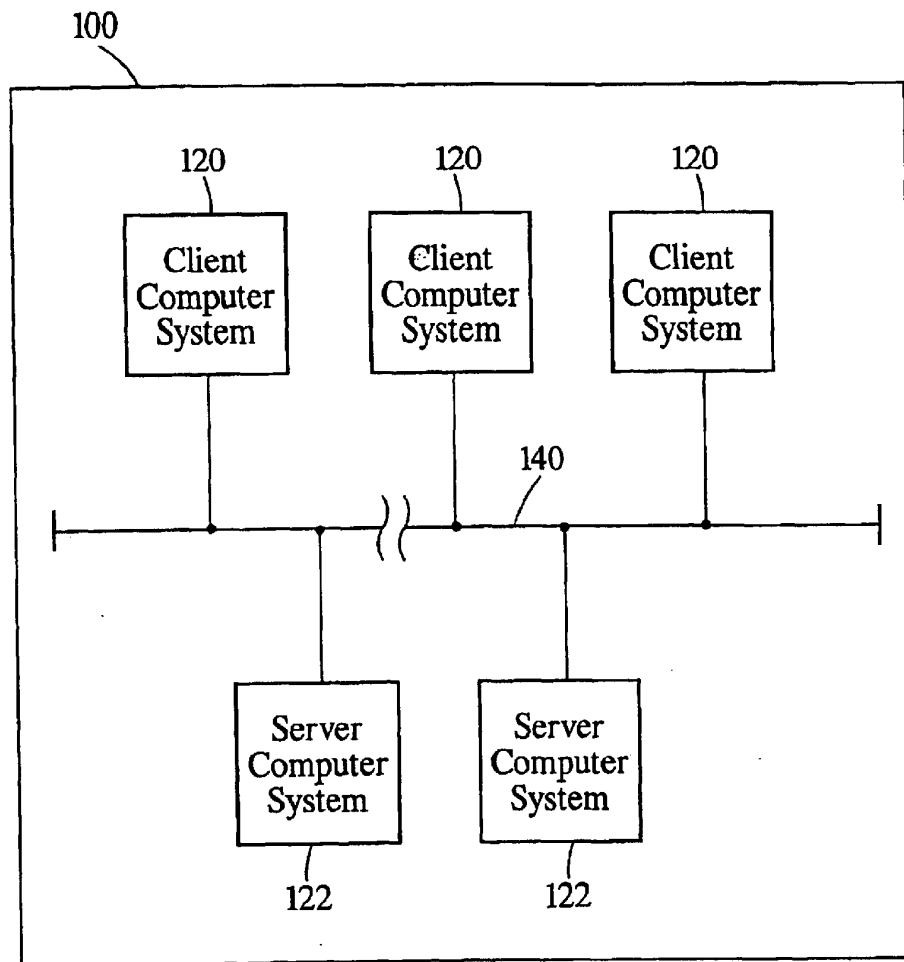 100
120
120
120
Client
Computer
System
Client
Computer
System
Client
Computer
System
140
Server
Computer
System
Server
Computer
System
122
122